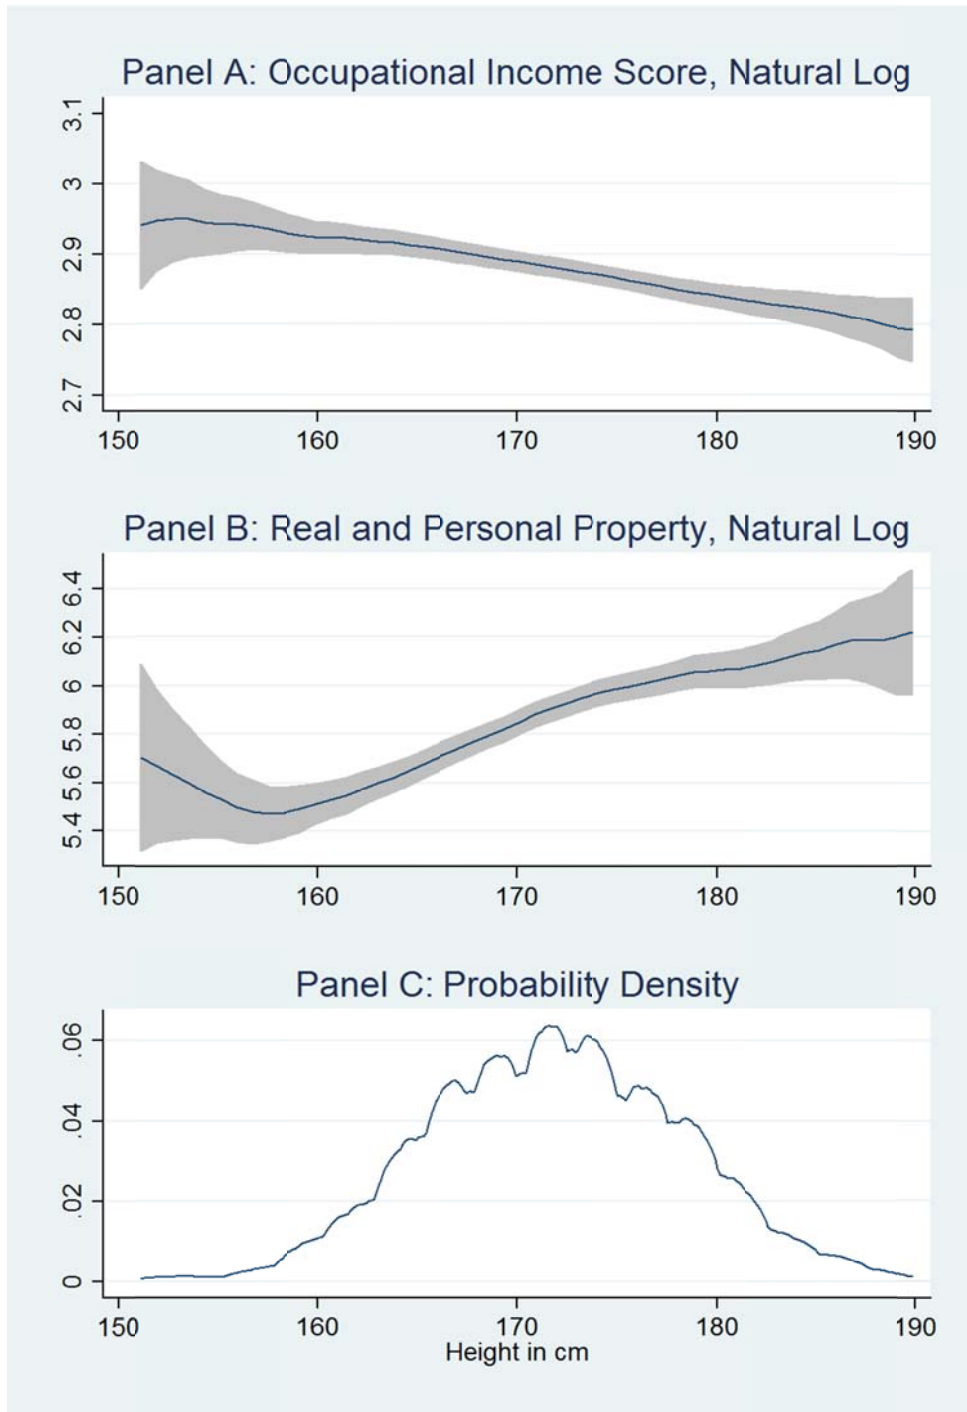 Panel A: Occupational Income Score, Natural Log
3.1
3
2.9
2.8
2.7
150 160 170 180 190
Panel B: Real and Personal Property, Natural Log
6.4
6.2
6
5.8
5.6
5.4
150 160 170 180 190
Panel C: Probability Density
.06
.04
.02
0
150 160 170 180 190
Height in cm